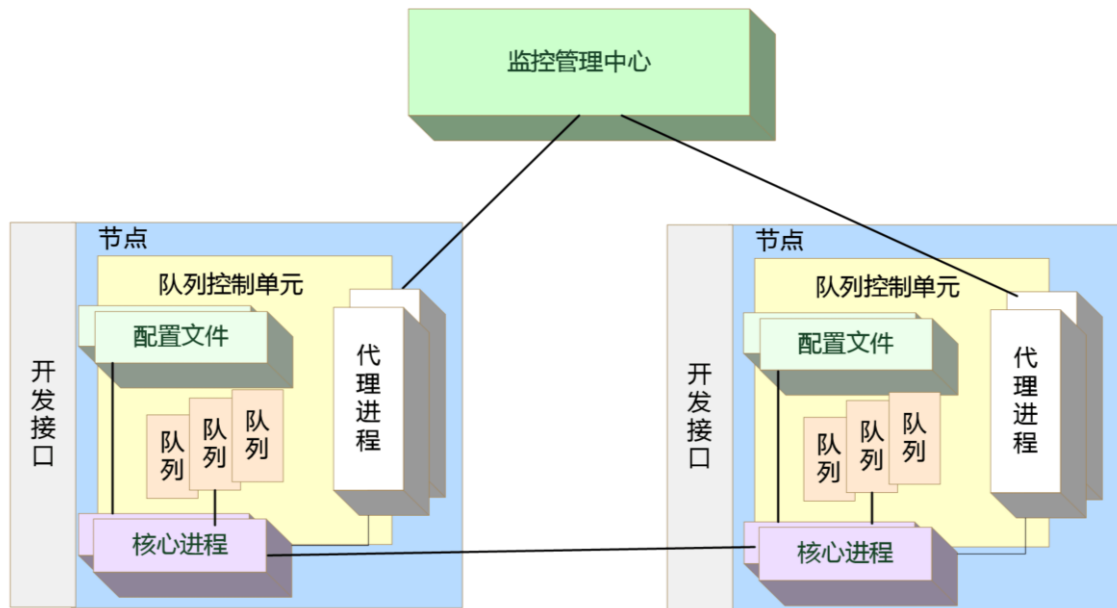 监控管理中心
节点
队列控制单元
配置文件
开发接口
代理进程
队列
队列
队列
核心进程
节点
队列控制单元
配置文件
开发接口
代理进程
队列
队列
队列
核心进程